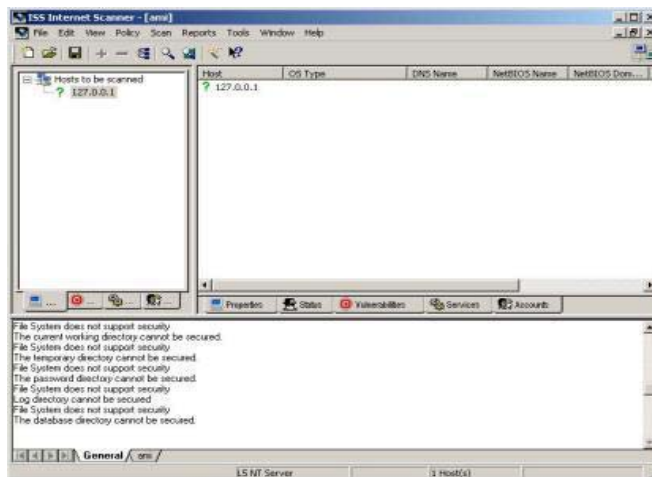 ISS Internet Scanner - [ami]
File Edit View Policy Scan Reports Tools Window Help
Hosts to be scanned
127.0.0.1
Host OS Type DNS Name NetBIOS Name NetBIOS Dom...
127.0.0.1
Properties Status Vulnerabilities Services Accounts
File System does not support security
The current working directory cannot be secured.
File System does not support security
The temporary directory cannot be secured.
File System does not support security
The password directory cannot be secured.
File System does not support security
Log directory cannot be secured
File System does not support security
The database directory cannot be secured.
General ami
L5 NT Server 1 Host(s)